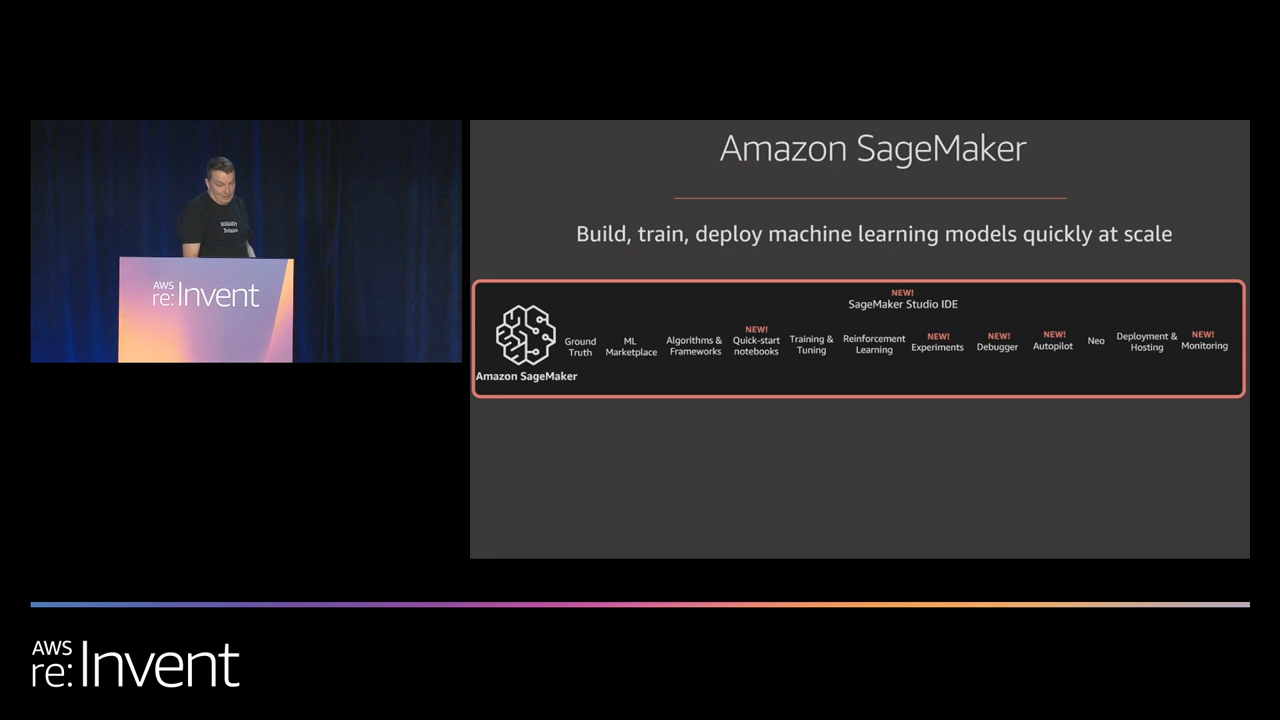 Amazon SageMaker
Build, train, deploy machine learning models quickly at scale
NEW!
SageMaker Studio IDE
Amazon SageMaker
Ground
Truth
ML
Marketplace
Algorithms &
Frameworks
NEW!
Quick-start
notebooks
Training &
Tuning
Reinforcement
Learning
NEW!
Experiments
NEW!
Debugger
NEW!
Autopilot
Neo
Deployment &
Hosting
NEW!
Monitoring
AWS
re:Invent
AWS
re:Invent